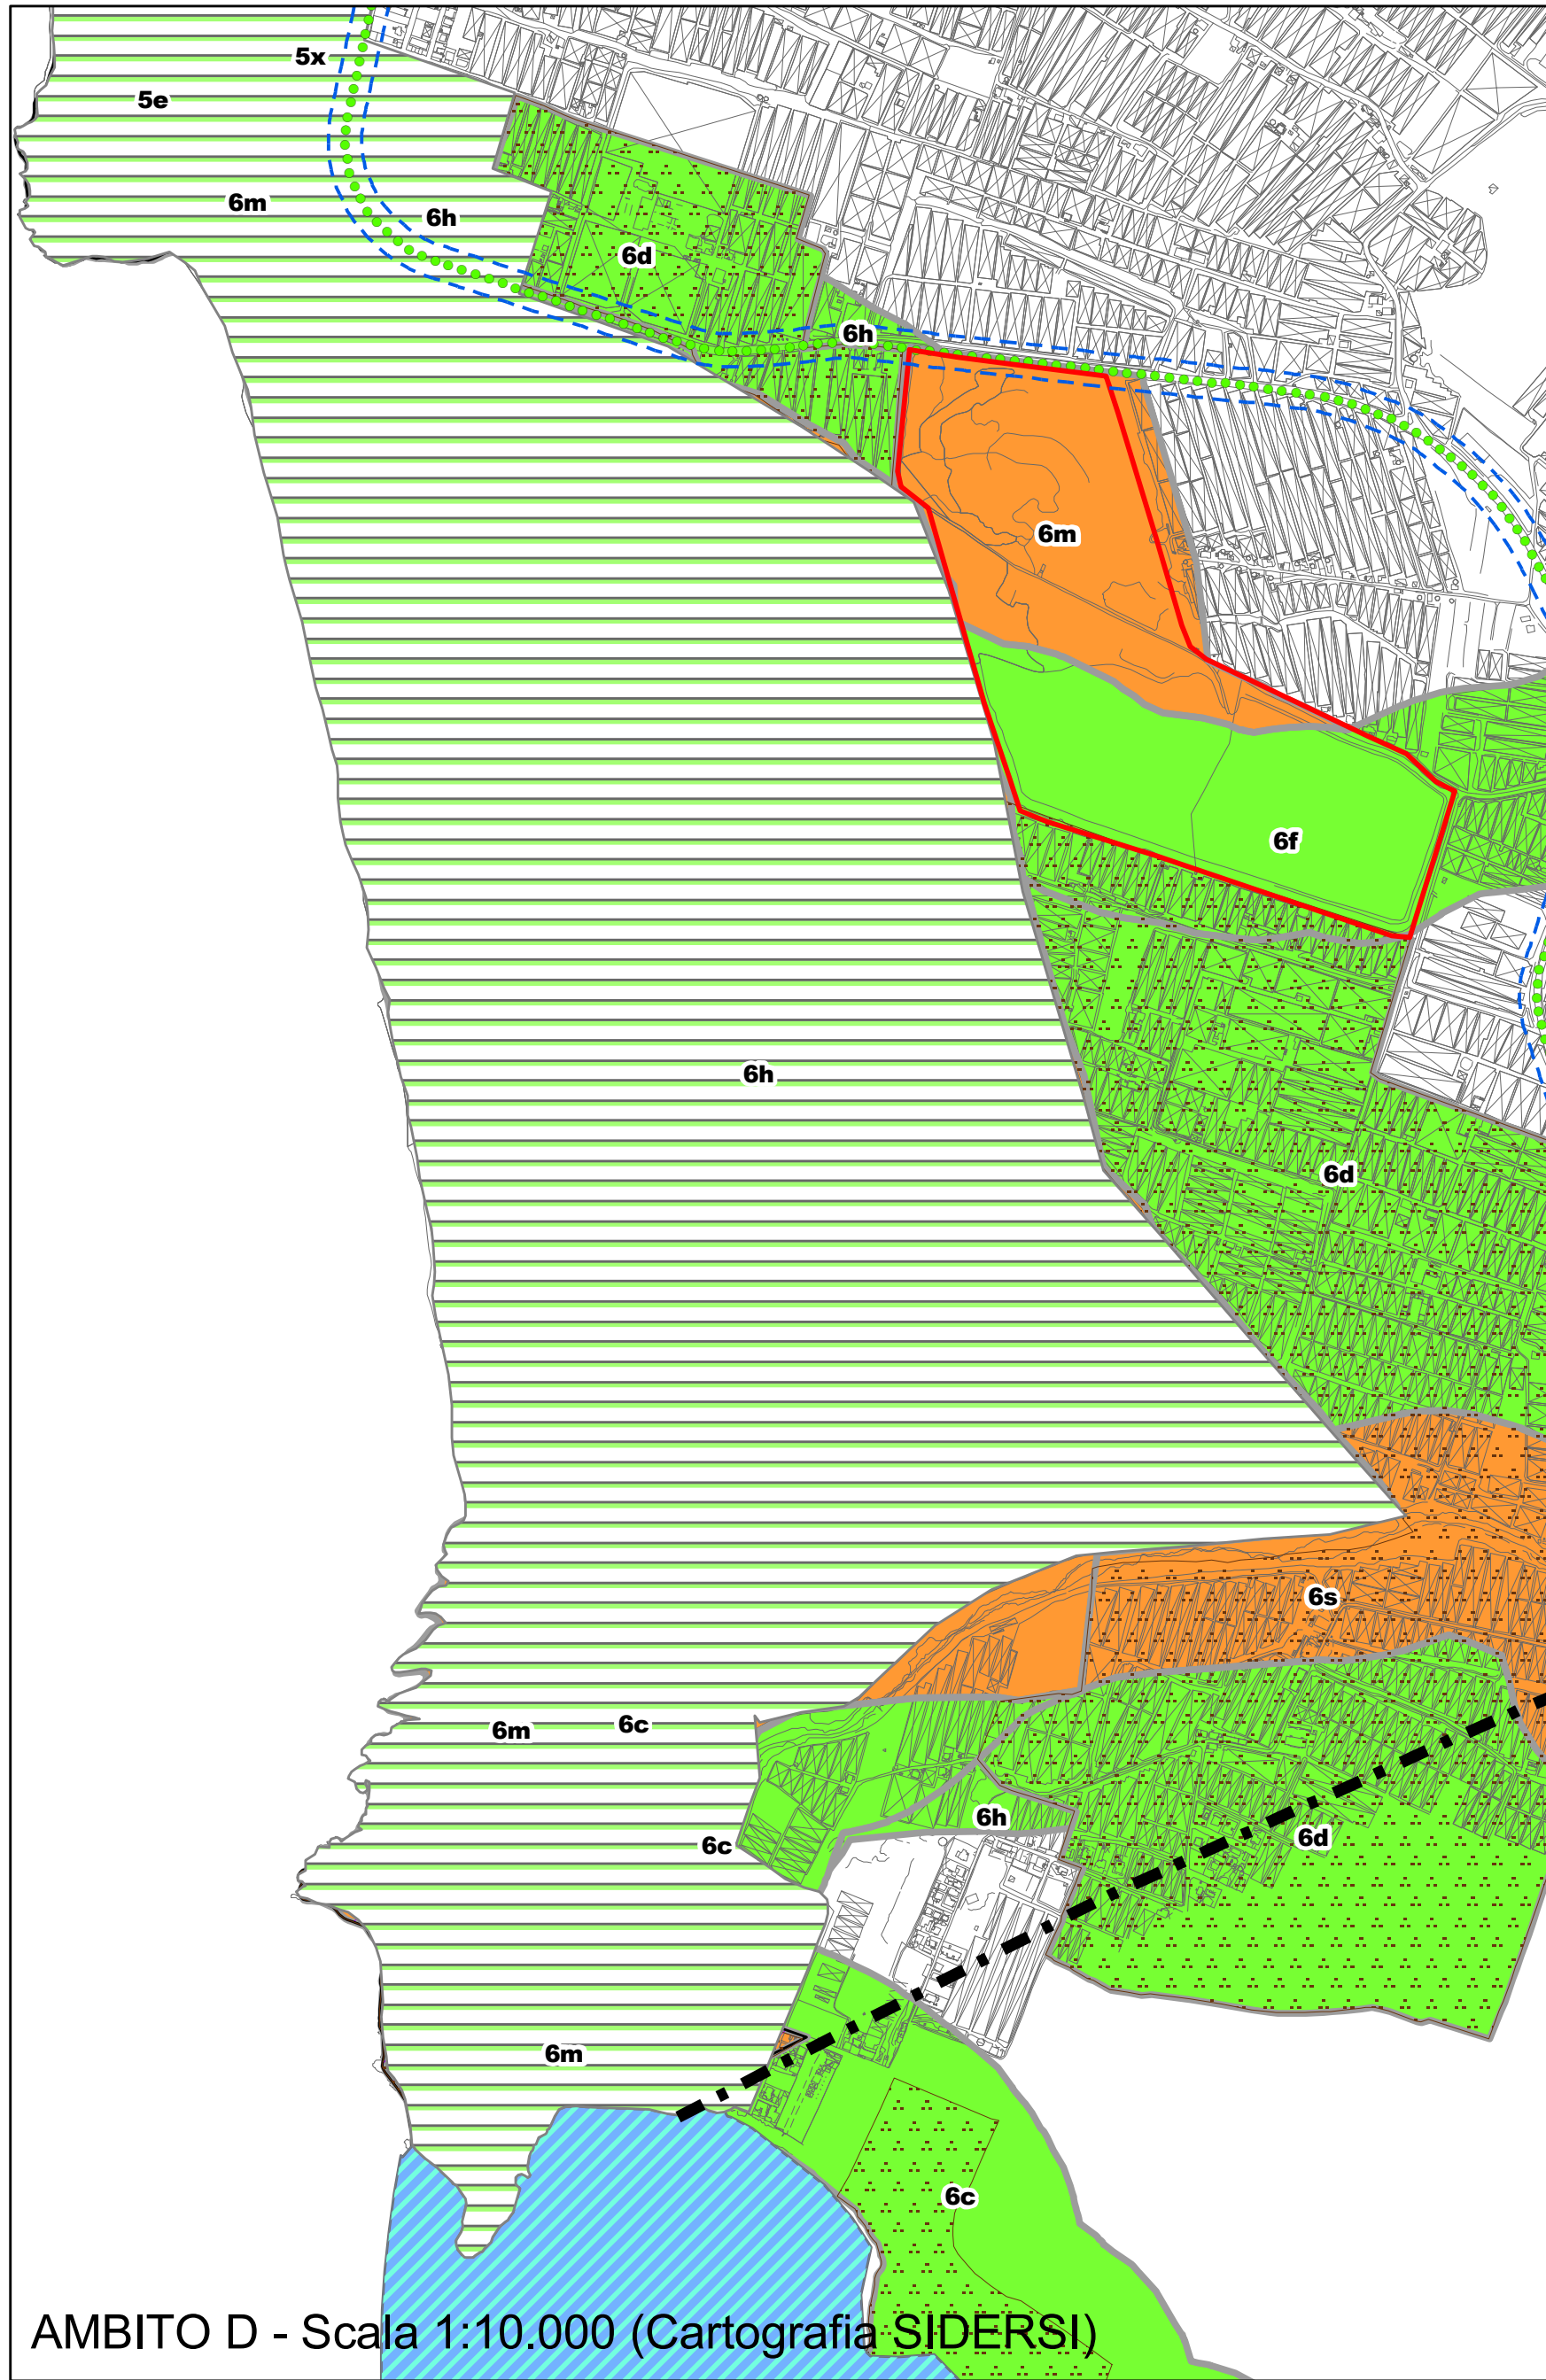 5x
5e
6m
6h
6d
6h
6m
6f
6h
6d
6s
6c
6m
6h
6d
6c
6m
6c
AMBITO D - Scala 1:10.000 (Cartografia SIDERSI)